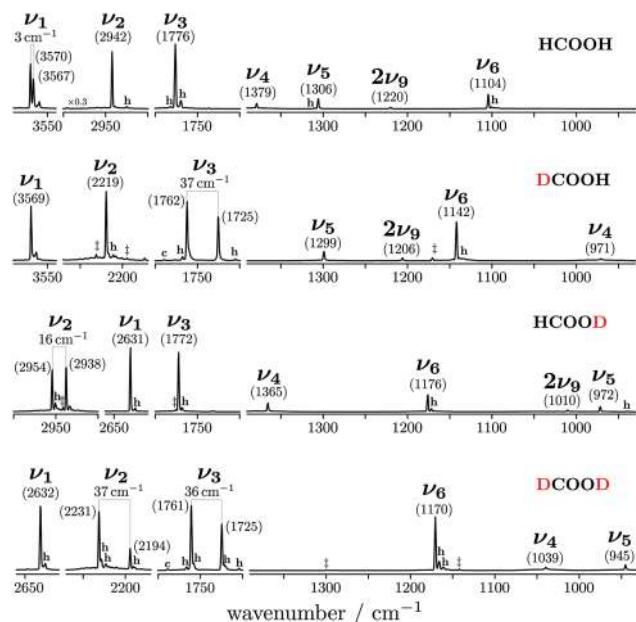 ν1 ν2 ν3
3 cm−1 (2942) (1776) HCOOH
(3570)
(3567) ν4 ν5 2ν9 ν6
(1379) (1306) (1220) (1104)
×0.3 h h h h h
3550 2950 1750 1300 1200 1100 1000
ν1 ν2 ν3 DCOOH
(3569) (2219) 37 cm−1 ν6
(1762) (1725) ν5 2ν9 (1142) ν4
(1299) (1206) (971)
‡ h ‡ c h h ‡ h
3550 2200 1750 1300 1200 1100 1000
ν2 ν1 ν3 HCOOD
16 cm−1 (2631) (1772)
(2954) (2938) ν4 ν6 2ν9 ν5
(1365) (1176) (1010) (972)
h ‡ h ‡ h h h
2950 2650 1750 1300 1200 1100 1000
ν1 ν2 ν3 DCOOD
(2632) 37 cm−1 36 cm−1 ν6
(2231) (1761) (1725) (1170)
(2194) ν4 ν5
(1039) (945)
h h h h c h h h ‡ h h ‡
2650 2200 1750 1300 1200 1100 1000
wavenumber / cm−1